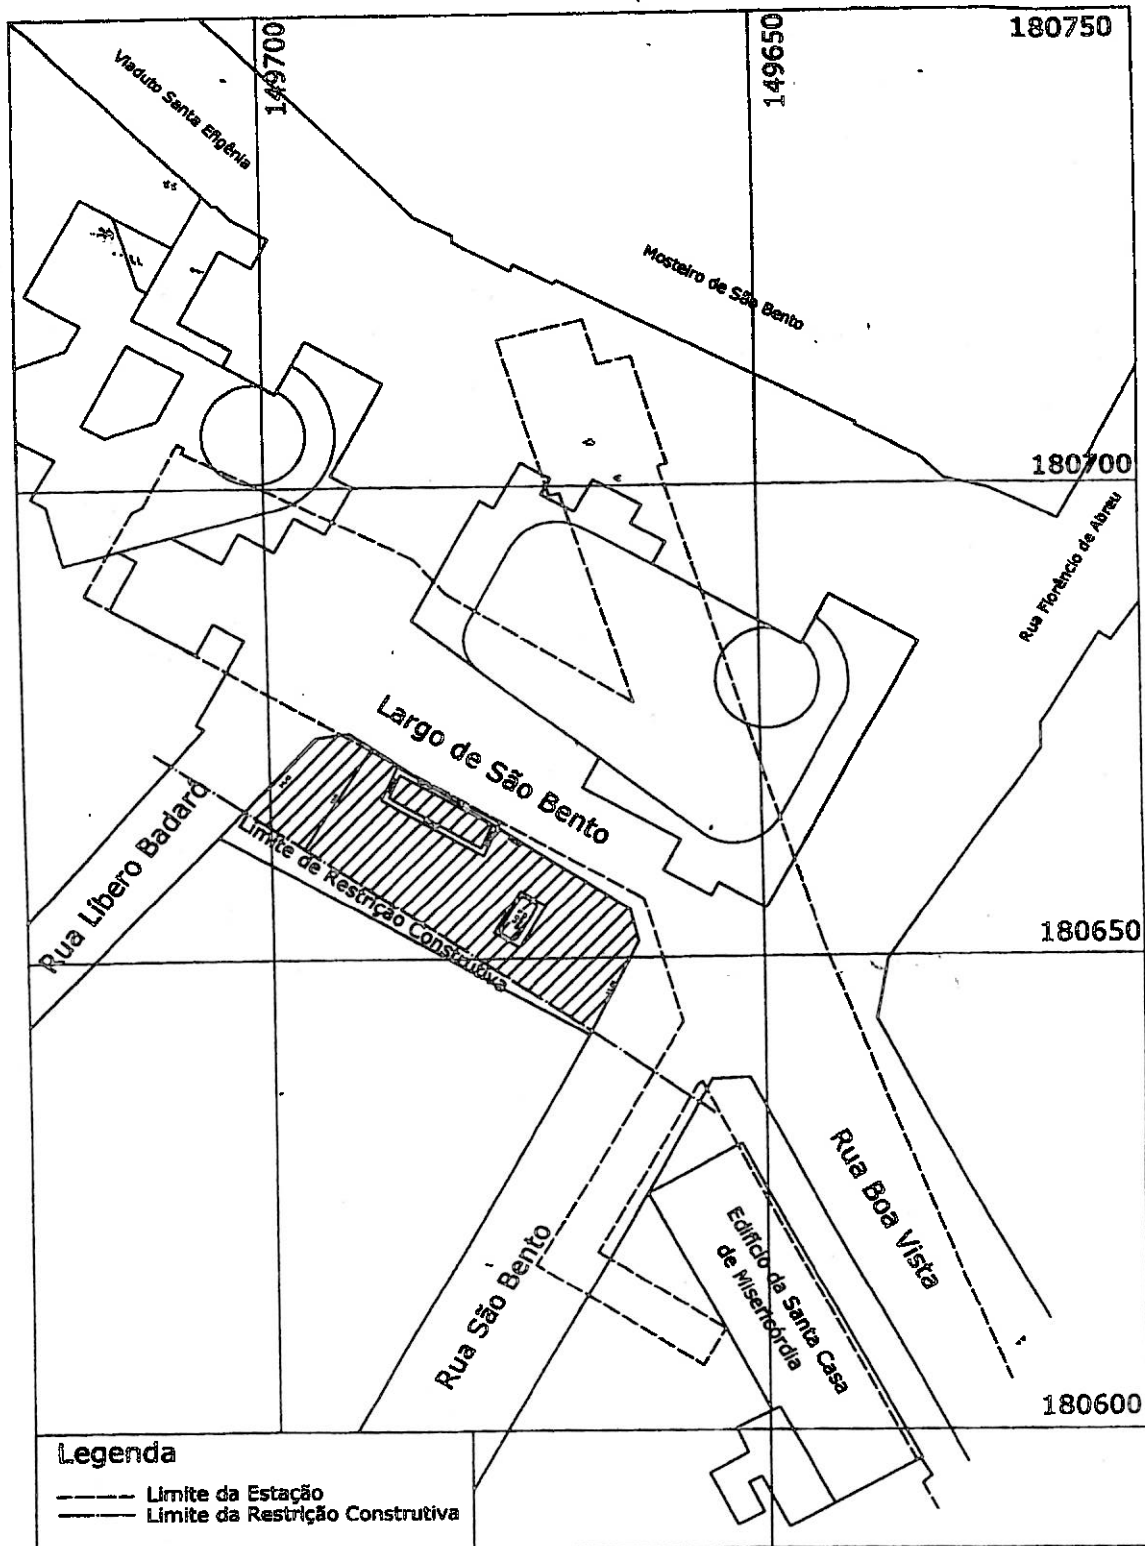 180750
149700
149650
Viaduto Santa Efigênia
Mosteiro de São Bento
180700
Rua Florêncio de Abreu
Largo de São Bento
Rua Líbero Badaró
Limite de Restrição Construtiva
180650
Rua Boa Vista
Edifício da Santa Casa
de Misericórdia
Rua São Bento
180600
Legenda
Limite da Estação
Limite da Restrição Construtiva